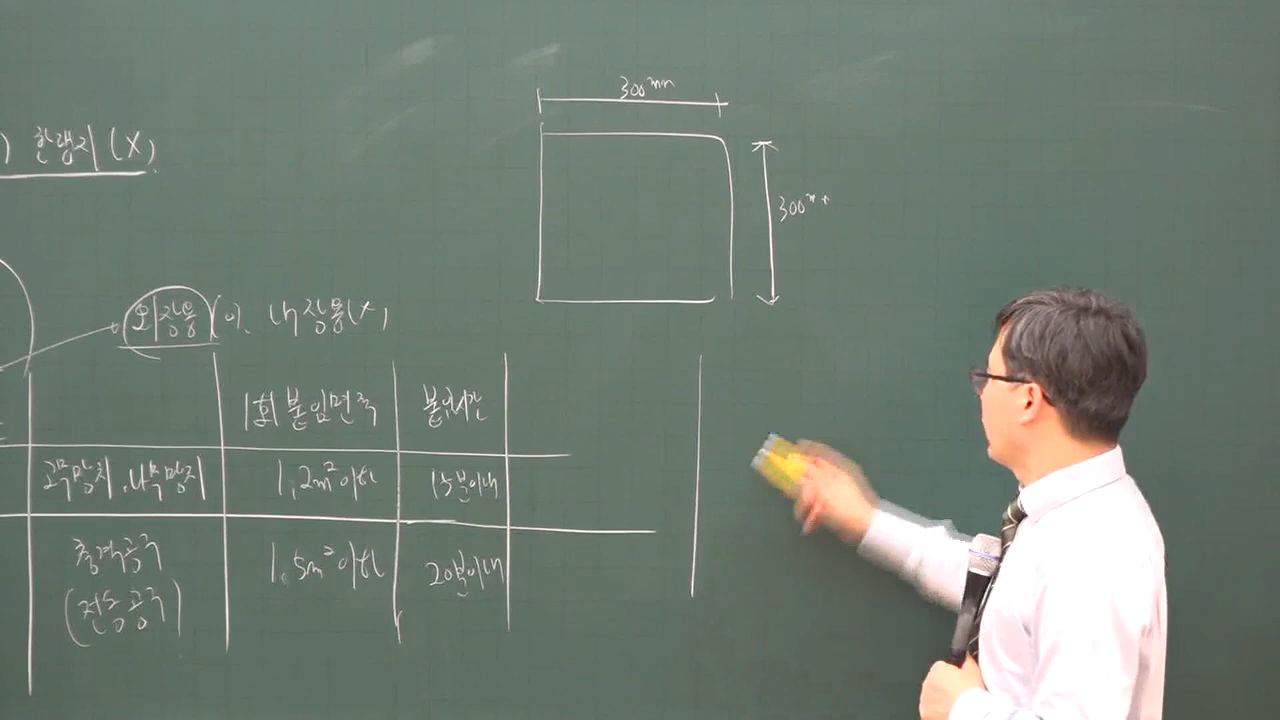 300mm
) 한랭지 (X)
300mm
외장용 (O), 내장용(X)
1회 붙임면적 붙임시간
고무망치, 나무망치 1.2m² 이하 15분이내
충격공구 1.5m² 이하 20분이내
(진동공구)